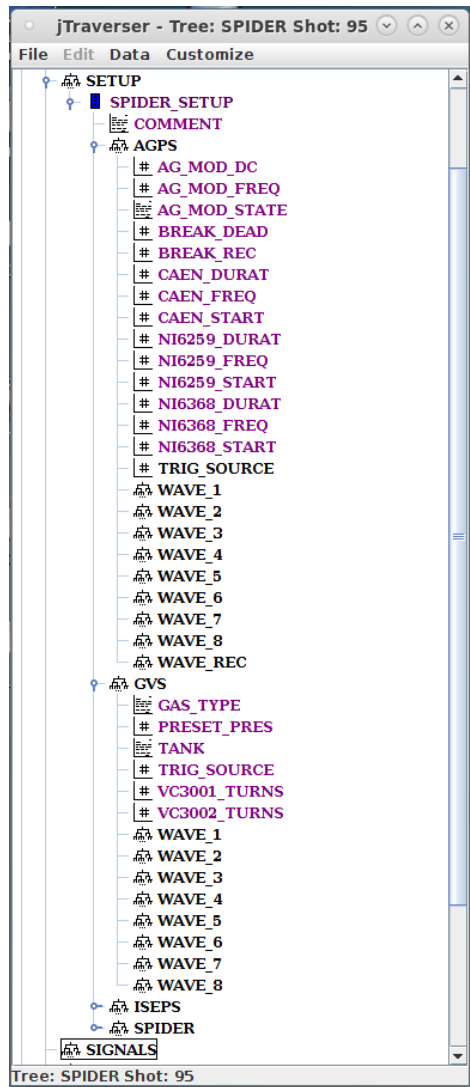 jTraverser - Tree: SPIDER Shot: 95
File Edit Data Customize
SETUP
SPIDER_SETUP
COMMENT
AGPS
# AG_MOD_DC
# AG_MOD_FREQ
AG_MOD_STATE
# BREAK_DEAD
# BREAK_REC
# CAEN_DURAT
# CAEN_FREQ
# CAEN_START
# NI6259_DURAT
# NI6259_FREQ
# NI6259_START
# NI6368_DURAT
# NI6368_FREQ
# NI6368_START
# TRIG_SOURCE
WAVE_1
WAVE_2
WAVE_3
WAVE_4
WAVE_5
WAVE_6
WAVE_7
WAVE_8
WAVE_REC
GVS
GAS_TYPE
# PRESET_PRES
TANK
# TRIG_SOURCE
# VC3001_TURNS
# VC3002_TURNS
WAVE_1
WAVE_2
WAVE_3
WAVE_4
WAVE_5
WAVE_6
WAVE_7
WAVE_8
ISEPS
SPIDER
SIGNALS
Tree: SPIDER Shot: 95